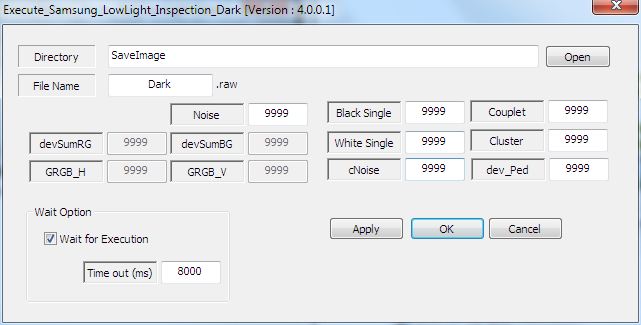 Execute_Samsung_LowLight_Inspection_Dark [Version : 4.0.0.1]
Directory SaveImage Open
File Name Dark .raw
Noise 9999 Black Single 9999 Couplet 9999
devSumRG 9999 devSumBG 9999 White Single 9999 Cluster 9999
GRGB_H 9999 GRGB_V 9999 cNoise 9999 dev_Ped 9999
Wait Option
Wait for Execution
Time out (ms) 8000
Apply OK Cancel